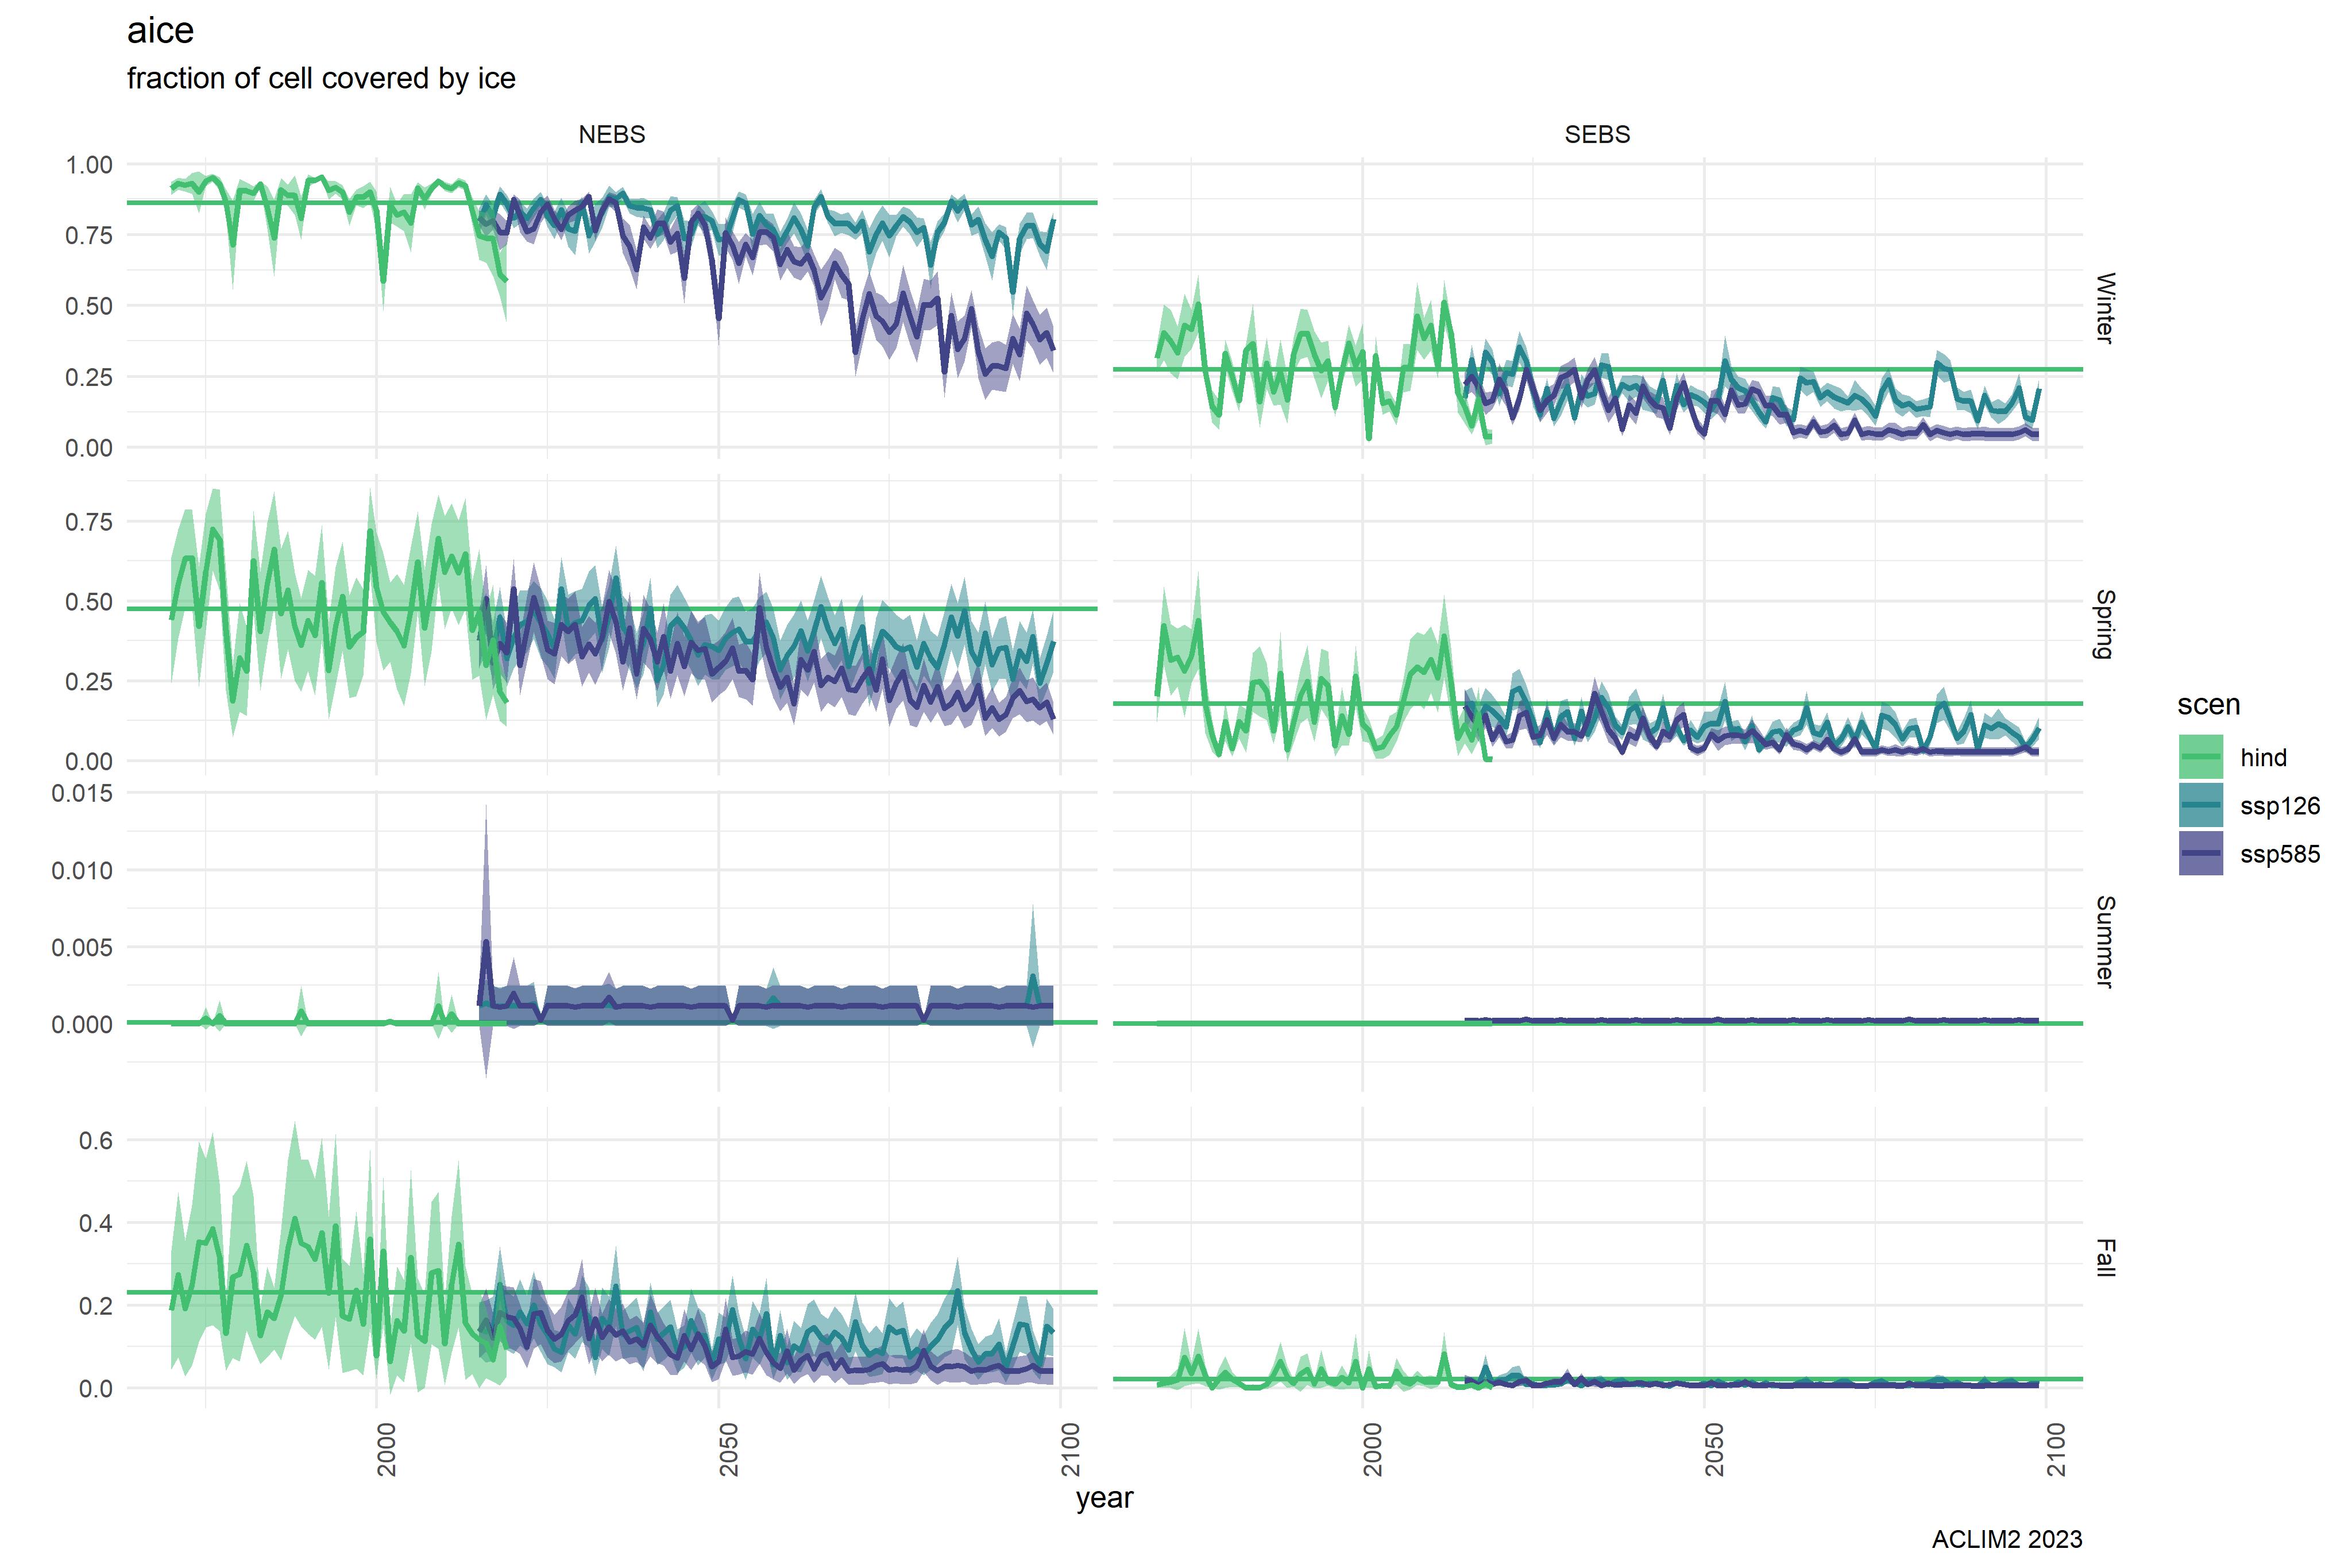 aice
fraction of cell covered by ice
NEBS
SEBS
1.00
0.75
0.50
0.25
0.00
Winter
0.75
0.50
0.25
0.00
Spring
0.015
0.010
0.005
0.000
Summer
0.6
0.4
0.2
0.0
Fall
2000
2050
2100
2000
2050
2100
year
scen
hind
ssp126
ssp585
ACLIM2 2023